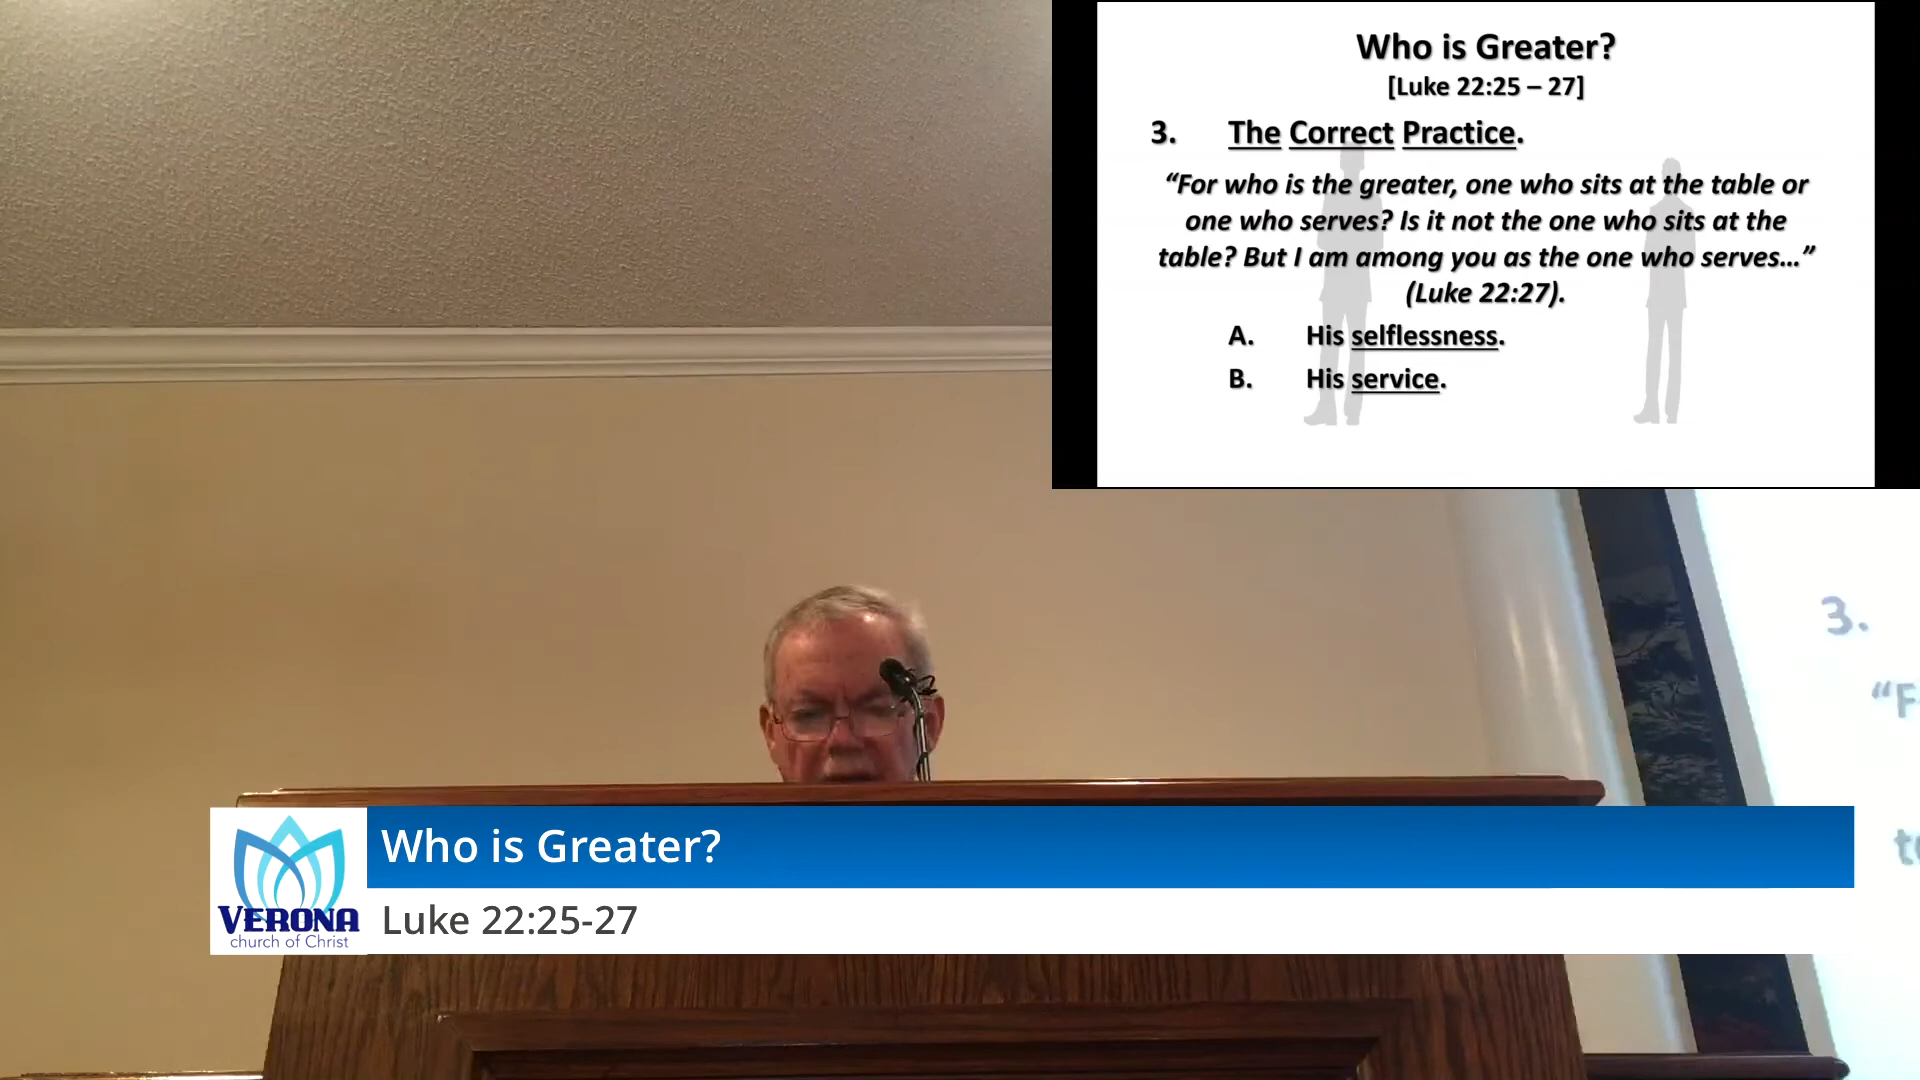 Who is Greater?
[Luke 22:25 – 27]
3. The Correct Practice.
“For who is the greater, one who sits at the table or
one who serves? Is it not the one who sits at the
table? But I am among you as the one who serves...”
(Luke 22:27).
A. His selflessness.
B. His service.
3.
“F
Who is Greater?
Luke 22:25-27
VERONA
church of Christ